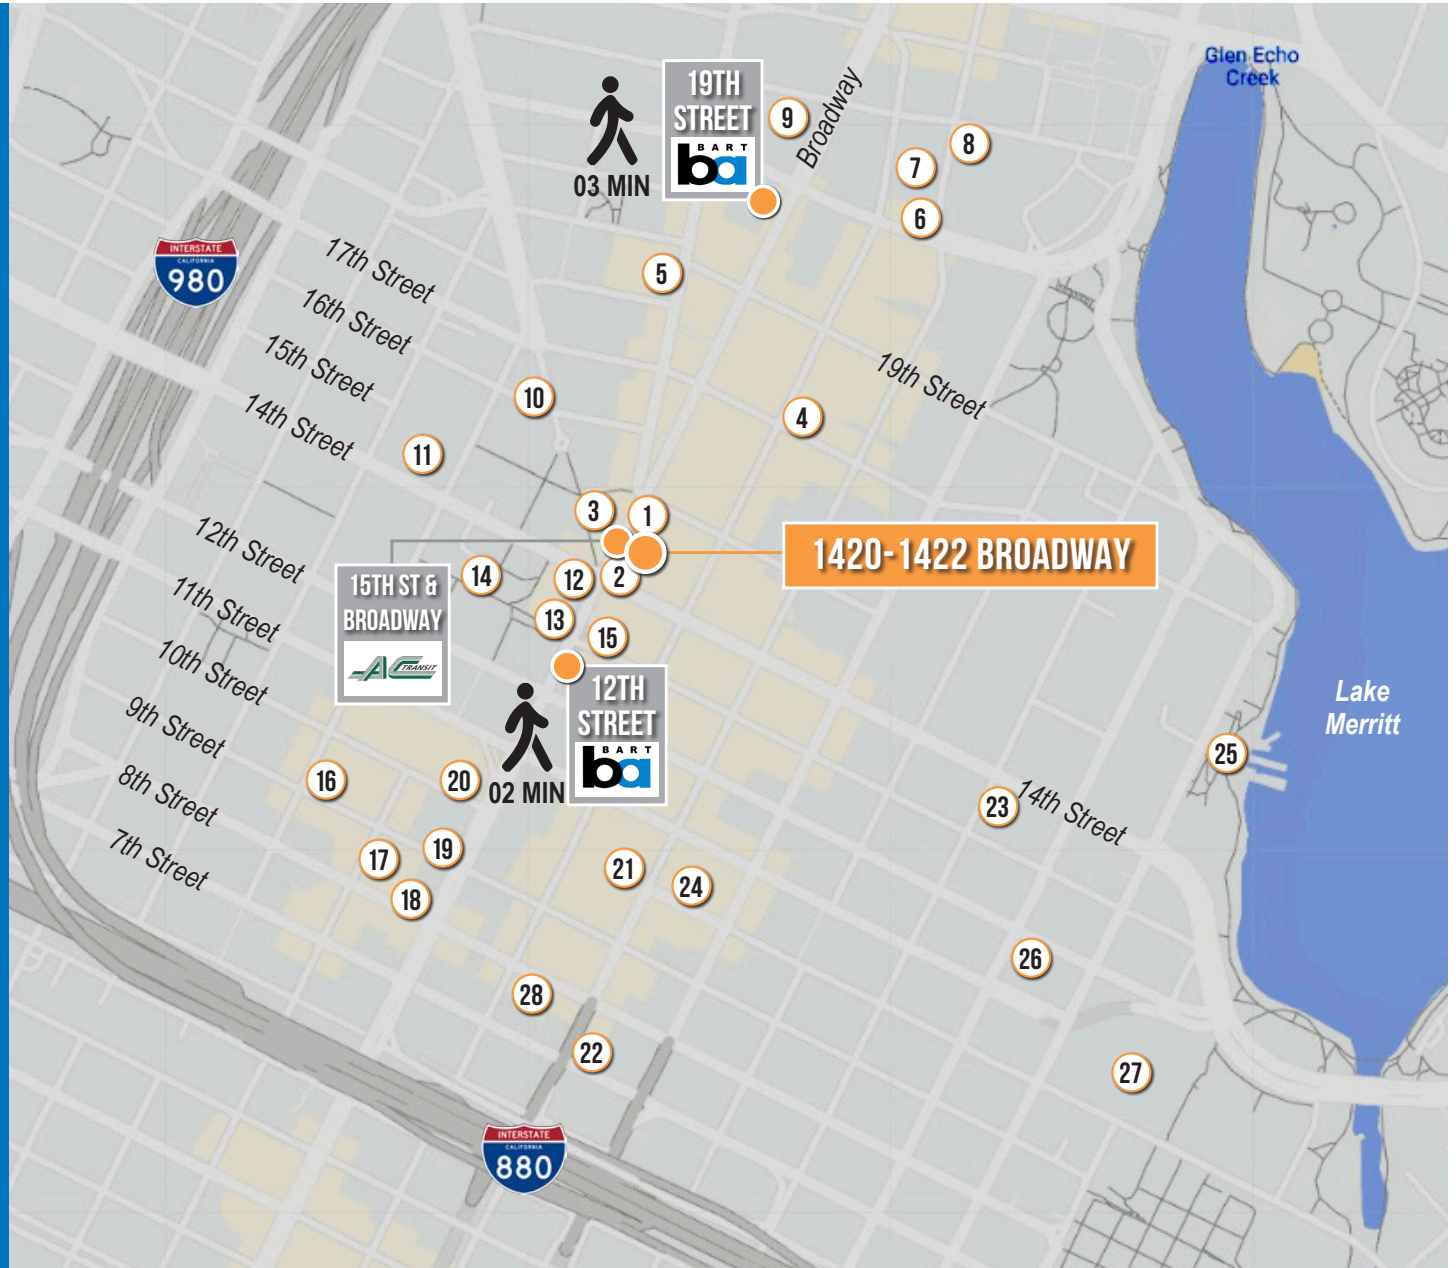 Glen Echo
Creek
19TH
STREET
BART
ba
03 MIN
9
Broadway
8
7
6
INTERSTATE
CALIFORNIA
980
17th Street
16th Street
15th Street
14th Street
5
19th Street
10
4
11
3
1
1420-1422 BROADWAY
12th Street
11th Street
10th Street
9th Street
8th Street
7th Street
15TH ST &
BROADWAY
AC TRANSIT
14
12
2
13
15
12TH
STREET
BART
ba
02 MIN
Lake
Merritt
25
16
20
23
14th Street
17
19
18
21
24
26
28
22
27
INTERSTATE
CALIFORNIA
880